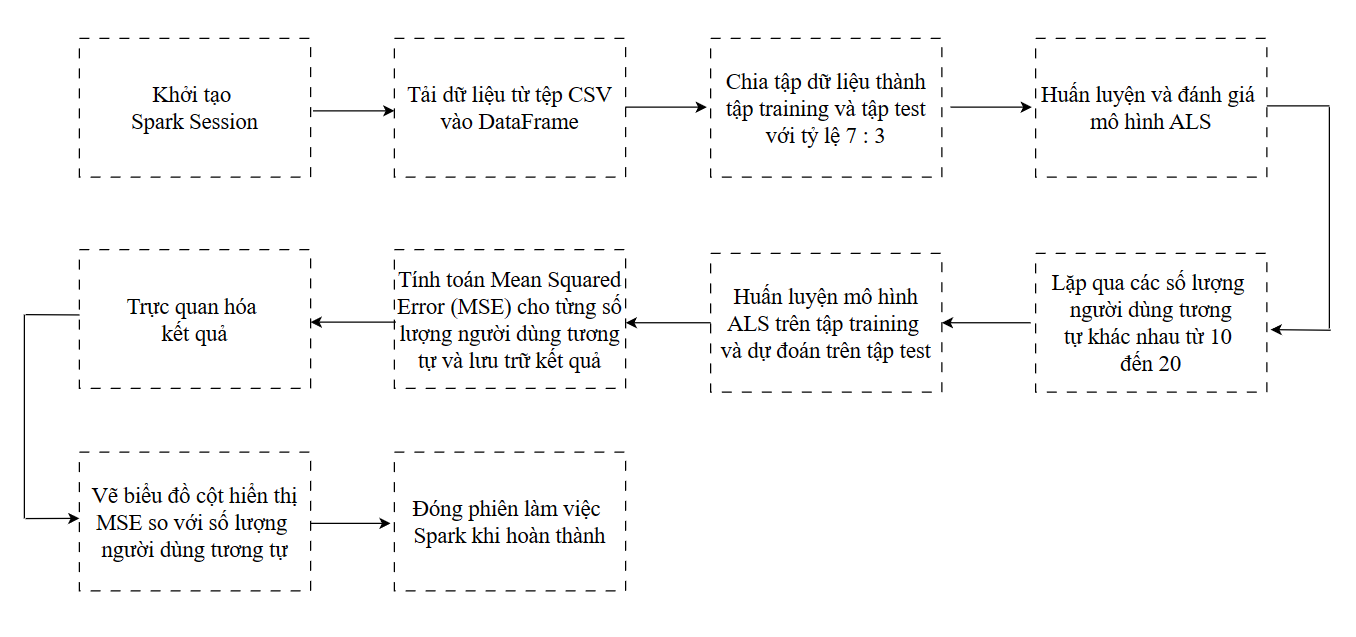 Khởi tạo
Spark Session
Tải dữ liệu từ tệp CSV
vào DataFrame
Chia tập dữ liệu thành
tập training và tập test
với tỷ lệ 7 : 3
Huấn luyện và đánh giá
mô hình ALS
Lặp qua các số lượng
người dùng tương
tự khác nhau từ 10
đến 20
Huấn luyện mô hình
ALS trên tập training
và dự đoán trên tập test
Tính toán Mean Squared
Error (MSE) cho từng số
lượng người dùng tương
tự và lưu trữ kết quả
Trực quan hóa
kết quả
Vẽ biểu đồ cột hiển thị
MSE so với số lượng
người dùng tương tự
Đóng phiên làm việc
Spark khi hoàn thành